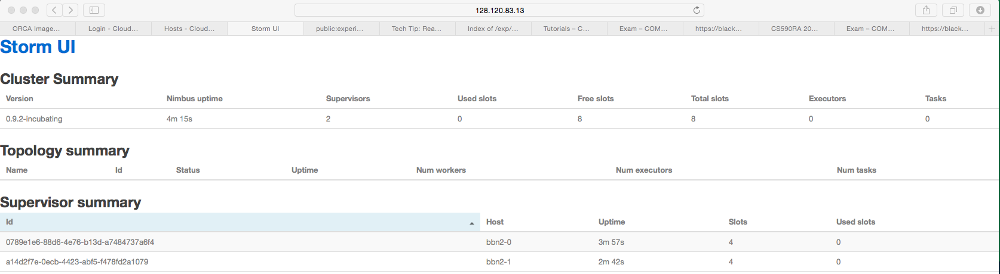 128.120.83.13
ORCA Image... Login - Cloud... Hosts - Cloud... Storm UI public:experi... Tech Tip: Rea... Index of /exp/... Tutorials – C... Exam – COM... https://black... CS590RA 20... Exam – COM... https://black...
Storm UI
Cluster Summary
Version Nimbus uptime Supervisors Used slots Free slots Total slots Executors Tasks
0.9.2-incubating 4m 15s 2 0 8 8 0 0
Topology summary
Name Id Status Uptime Num workers Num executors Num tasks
Supervisor summary
Id Host Uptime Slots Used slots
0789e1e6-88d6-4e76-b13d-a7484737a6f4 bbn2-0 3m 57s 4 0
a14d2f7e-0ecb-4423-abf5-f478fd2a1079 bbn2-1 2m 42s 4 0